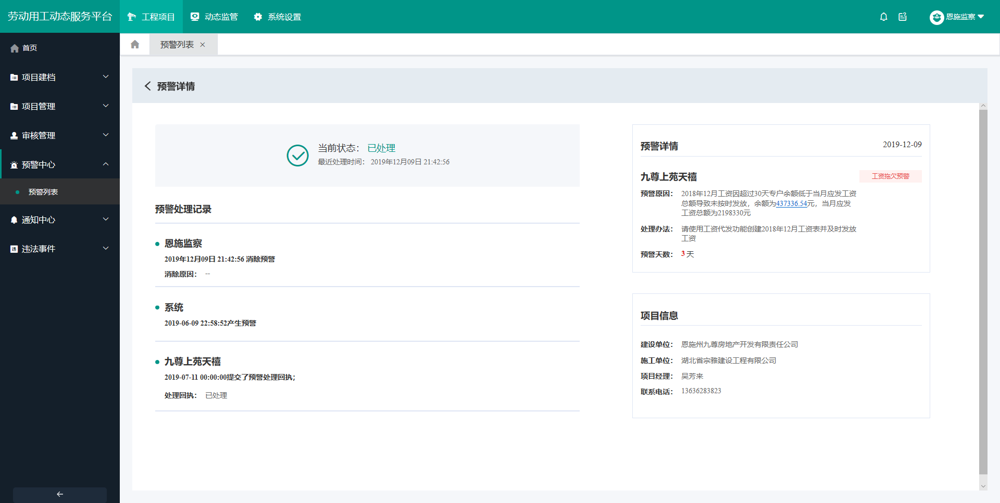 劳动用工动态服务平台
工程项目
动态监管
系统设置
恩施监察
首页
项目建档
项目管理
审核管理
预警中心
预警列表
通知中心
违法事件
预警列表
预警详情
当前状态： 已处理
最近处理时间： 2019年12月09日 21:42:56
预警处理记录
恩施监察
2019年12月09日 21:42:56 消除预警
消除原因： --
系统
2019-06-09 22:58:52产生预警
九尊上苑天禧
2019-07-11 00:00:00提交了预警处理回执；
处理回执： 已处理
预警详情
2019-12-09
九尊上苑天禧
工资拖欠预警
预警原因： 2018年12月工资因超过30天专户余额低于当月应发工资
总额导致未按时发放，余额为437336.54元，当月应发
工资总额为2198330元
处理办法： 请使用工资代发功能创建2018年12月工资表并及时发放
工资
预警天数： 3 天
项目信息
建设单位： 恩施州九尊房地产开发有限责任公司
施工单位： 湖北省宗雅建设工程有限公司
项目经理： 吴芳来
联系电话： 13636283823